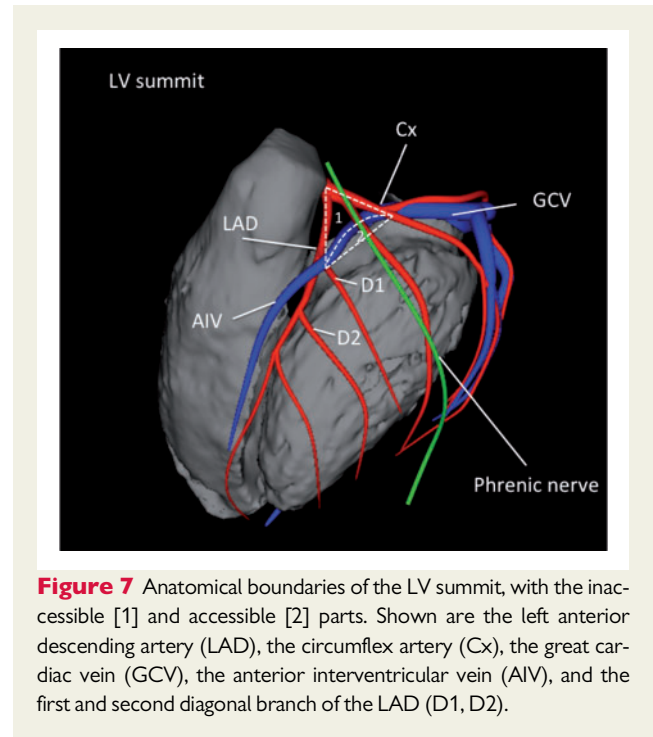 LV summit
Cx
GCV
LAD
1
2
D1
AIV
D2
Phrenic nerve
Figure 7 Anatomical boundaries of the LV summit, with the inac-
cessible [1] and accessible [2] parts. Shown are the left anterior
descending artery (LAD), the circumflex artery (Cx), the great car-
diac vein (GCV), the anterior interventricular vein (AIV), and the
first and second diagonal branch of the LAD (D1, D2).